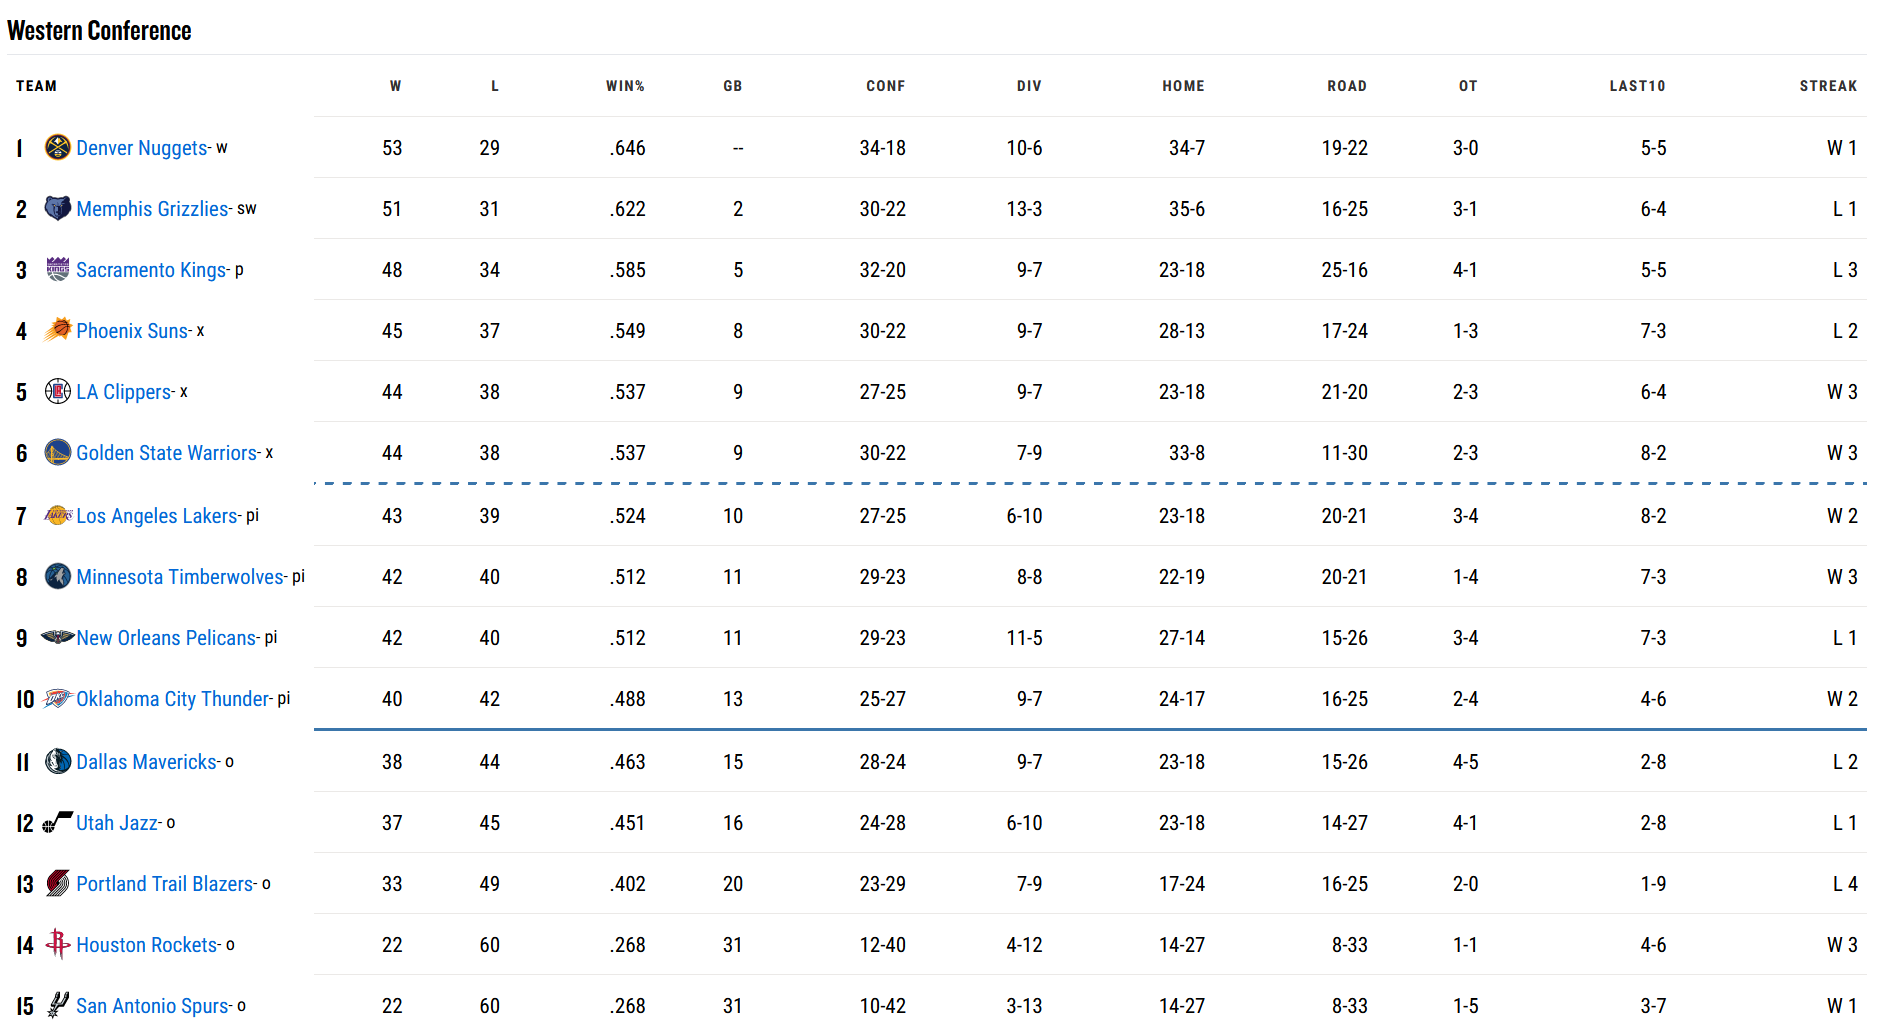 Western Conference
TEAM W L WIN% GB CONF DIV HOME ROAD OT LAST10 STREAK
1 Denver Nuggets- w 53 29 .646 -- 34-18 10-6 34-7 19-22 3-0 5-5 W 1
2 Memphis Grizzlies- sw 51 31 .622 2 30-22 13-3 35-6 16-25 3-1 6-4 L 1
3 Sacramento Kings- p 48 34 .585 5 32-20 9-7 23-18 25-16 4-1 5-5 L 3
4 Phoenix Suns- x 45 37 .549 8 30-22 9-7 28-13 17-24 1-3 7-3 L 2
5 LA Clippers- x 44 38 .537 9 27-25 9-7 23-18 21-20 2-3 6-4 W 3
6 Golden State Warriors- x 44 38 .537 9 30-22 7-9 33-8 11-30 2-3 8-2 W 3
7 Los Angeles Lakers- pi 43 39 .524 10 27-25 6-10 23-18 20-21 3-4 8-2 W 2
8 Minnesota Timberwolves- pi 42 40 .512 11 29-23 8-8 22-19 20-21 1-4 7-3 W 3
9 New Orleans Pelicans- pi 42 40 .512 11 29-23 11-5 27-14 15-26 3-4 7-3 L 1
10 Oklahoma City Thunder- pi 40 42 .488 13 25-27 9-7 24-17 16-25 2-4 4-6 W 2
11 Dallas Mavericks- o 38 44 .463 15 28-24 9-7 23-18 15-26 4-5 2-8 L 2
12 Utah Jazz- o 37 45 .451 16 24-28 6-10 23-18 14-27 4-1 2-8 L 1
13 Portland Trail Blazers- o 33 49 .402 20 23-29 7-9 17-24 16-25 2-0 1-9 L 4
14 Houston Rockets- o 22 60 .268 31 12-40 4-12 14-27 8-33 1-1 4-6 W 3
15 San Antonio Spurs- o 22 60 .268 31 10-42 3-13 14-27 8-33 1-5 3-7 W 1